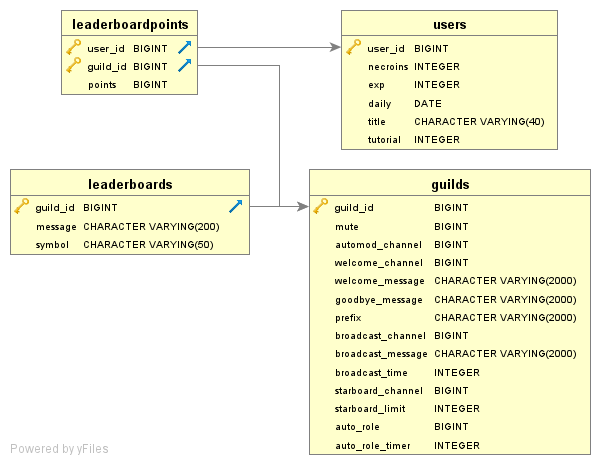 leaderboardpoints
user_id BIGINT
guild_id BIGINT
points BIGINT
users
user_id BIGINT
necroins INTEGER
exp INTEGER
daily DATE
title CHARACTER VARYING(40)
tutorial INTEGER
leaderboards
guild_id BIGINT
message CHARACTER VARYING(200)
symbol CHARACTER VARYING(50)
guilds
guild_id BIGINT
mute BIGINT
automod_channel BIGINT
welcome_channel BIGINT
welcome_message CHARACTER VARYING(2000)
goodbye_message CHARACTER VARYING(2000)
prefix CHARACTER VARYING(2000)
broadcast_channel BIGINT
broadcast_message CHARACTER VARYING(2000)
broadcast_time INTEGER
starboard_channel BIGINT
starboard_limit INTEGER
auto_role BIGINT
auto_role_timer INTEGER
Powered by yFiles